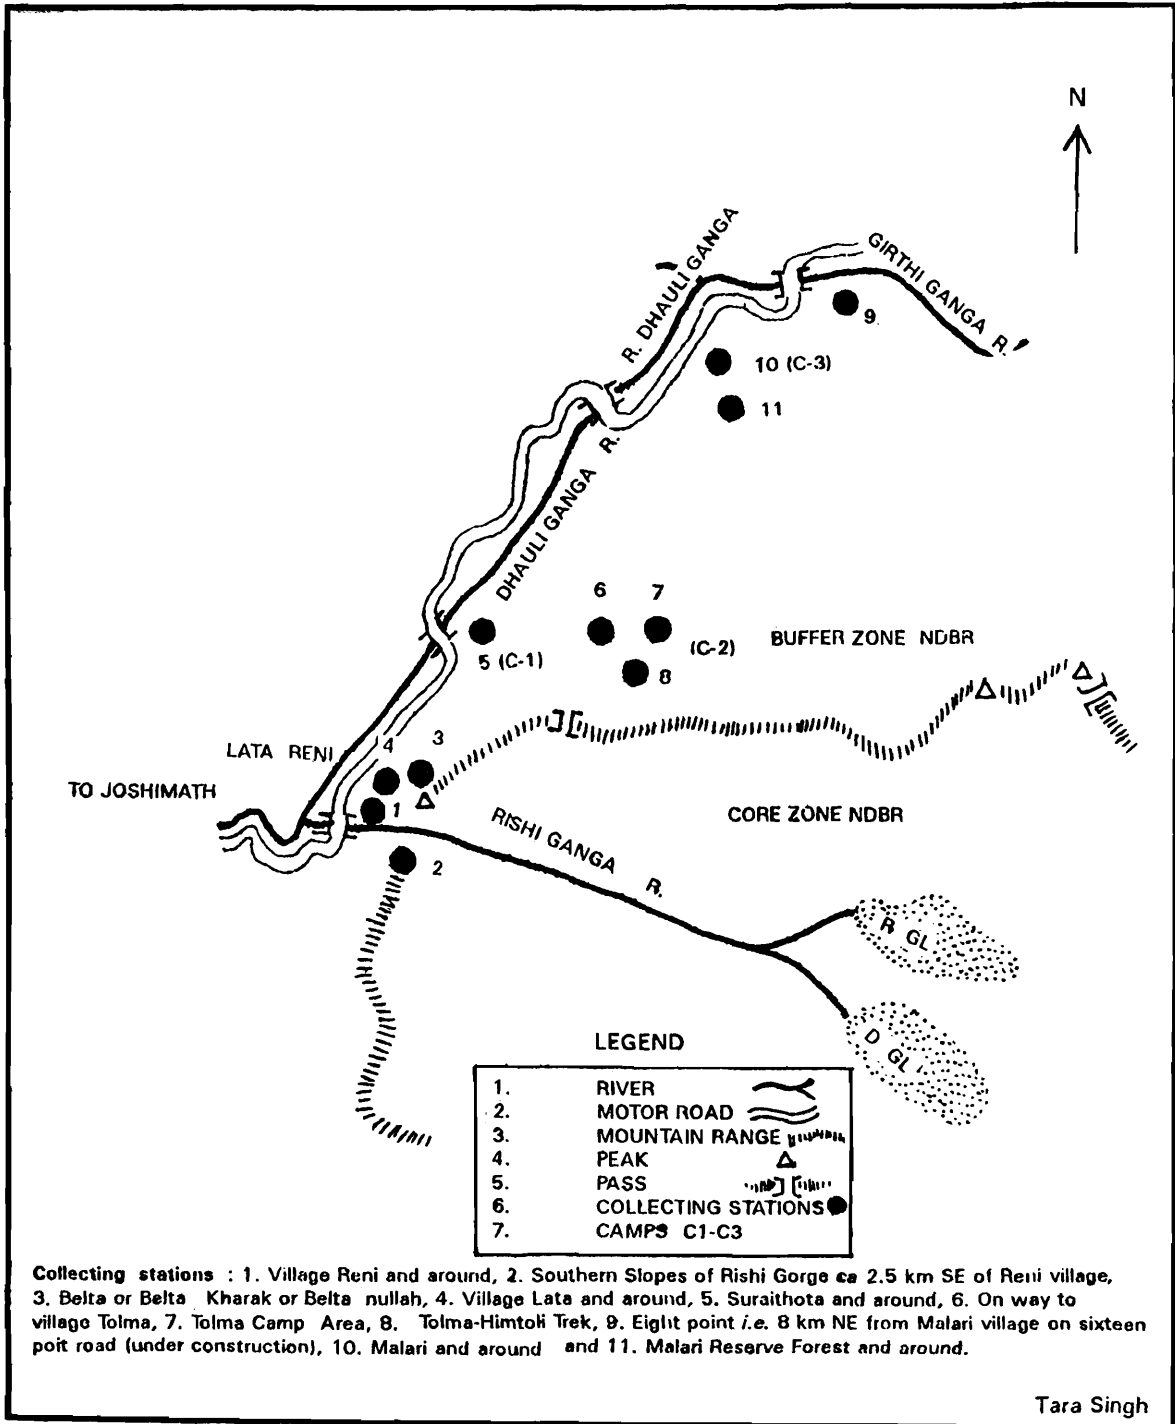 N
R. DHAULI GANGA
GIRTHI GANGA R.
9
10 (C-3)
11
DHAULI GANGA R.
6 7
5 (C-1)
(C-2)
8
BUFFER ZONE NDBR
LATA RENI
4 3
TO JOSHIMATH
1
CORE ZONE NDBR
RISHI GANGA R.
2
R GL
D GL
LEGEND
1. RIVER
2. MOTOR ROAD
3. MOUNTAIN RANGE
4. PEAK
5. PASS
6. COLLECTING STATIONS
7. CAMPS C1-C3
Collecting stations : 1. Village Reni and around, 2. Southern Slopes of Rishi Gorge ca 2.5 km SE of Reni village,
3. Belta or Belta Kharak or Belta nullah, 4. Village Lata and around, 5. Suraithota and around, 6. On way to
village Tolma, 7. Tolma Camp Area, 8. Tolma-Himtoli Trek, 9. Eight point i.e. 8 km NE from Malari village on sixteen
poit road (under construction), 10. Malari and around and 11. Malari Reserve Forest and around.
Tara Singh